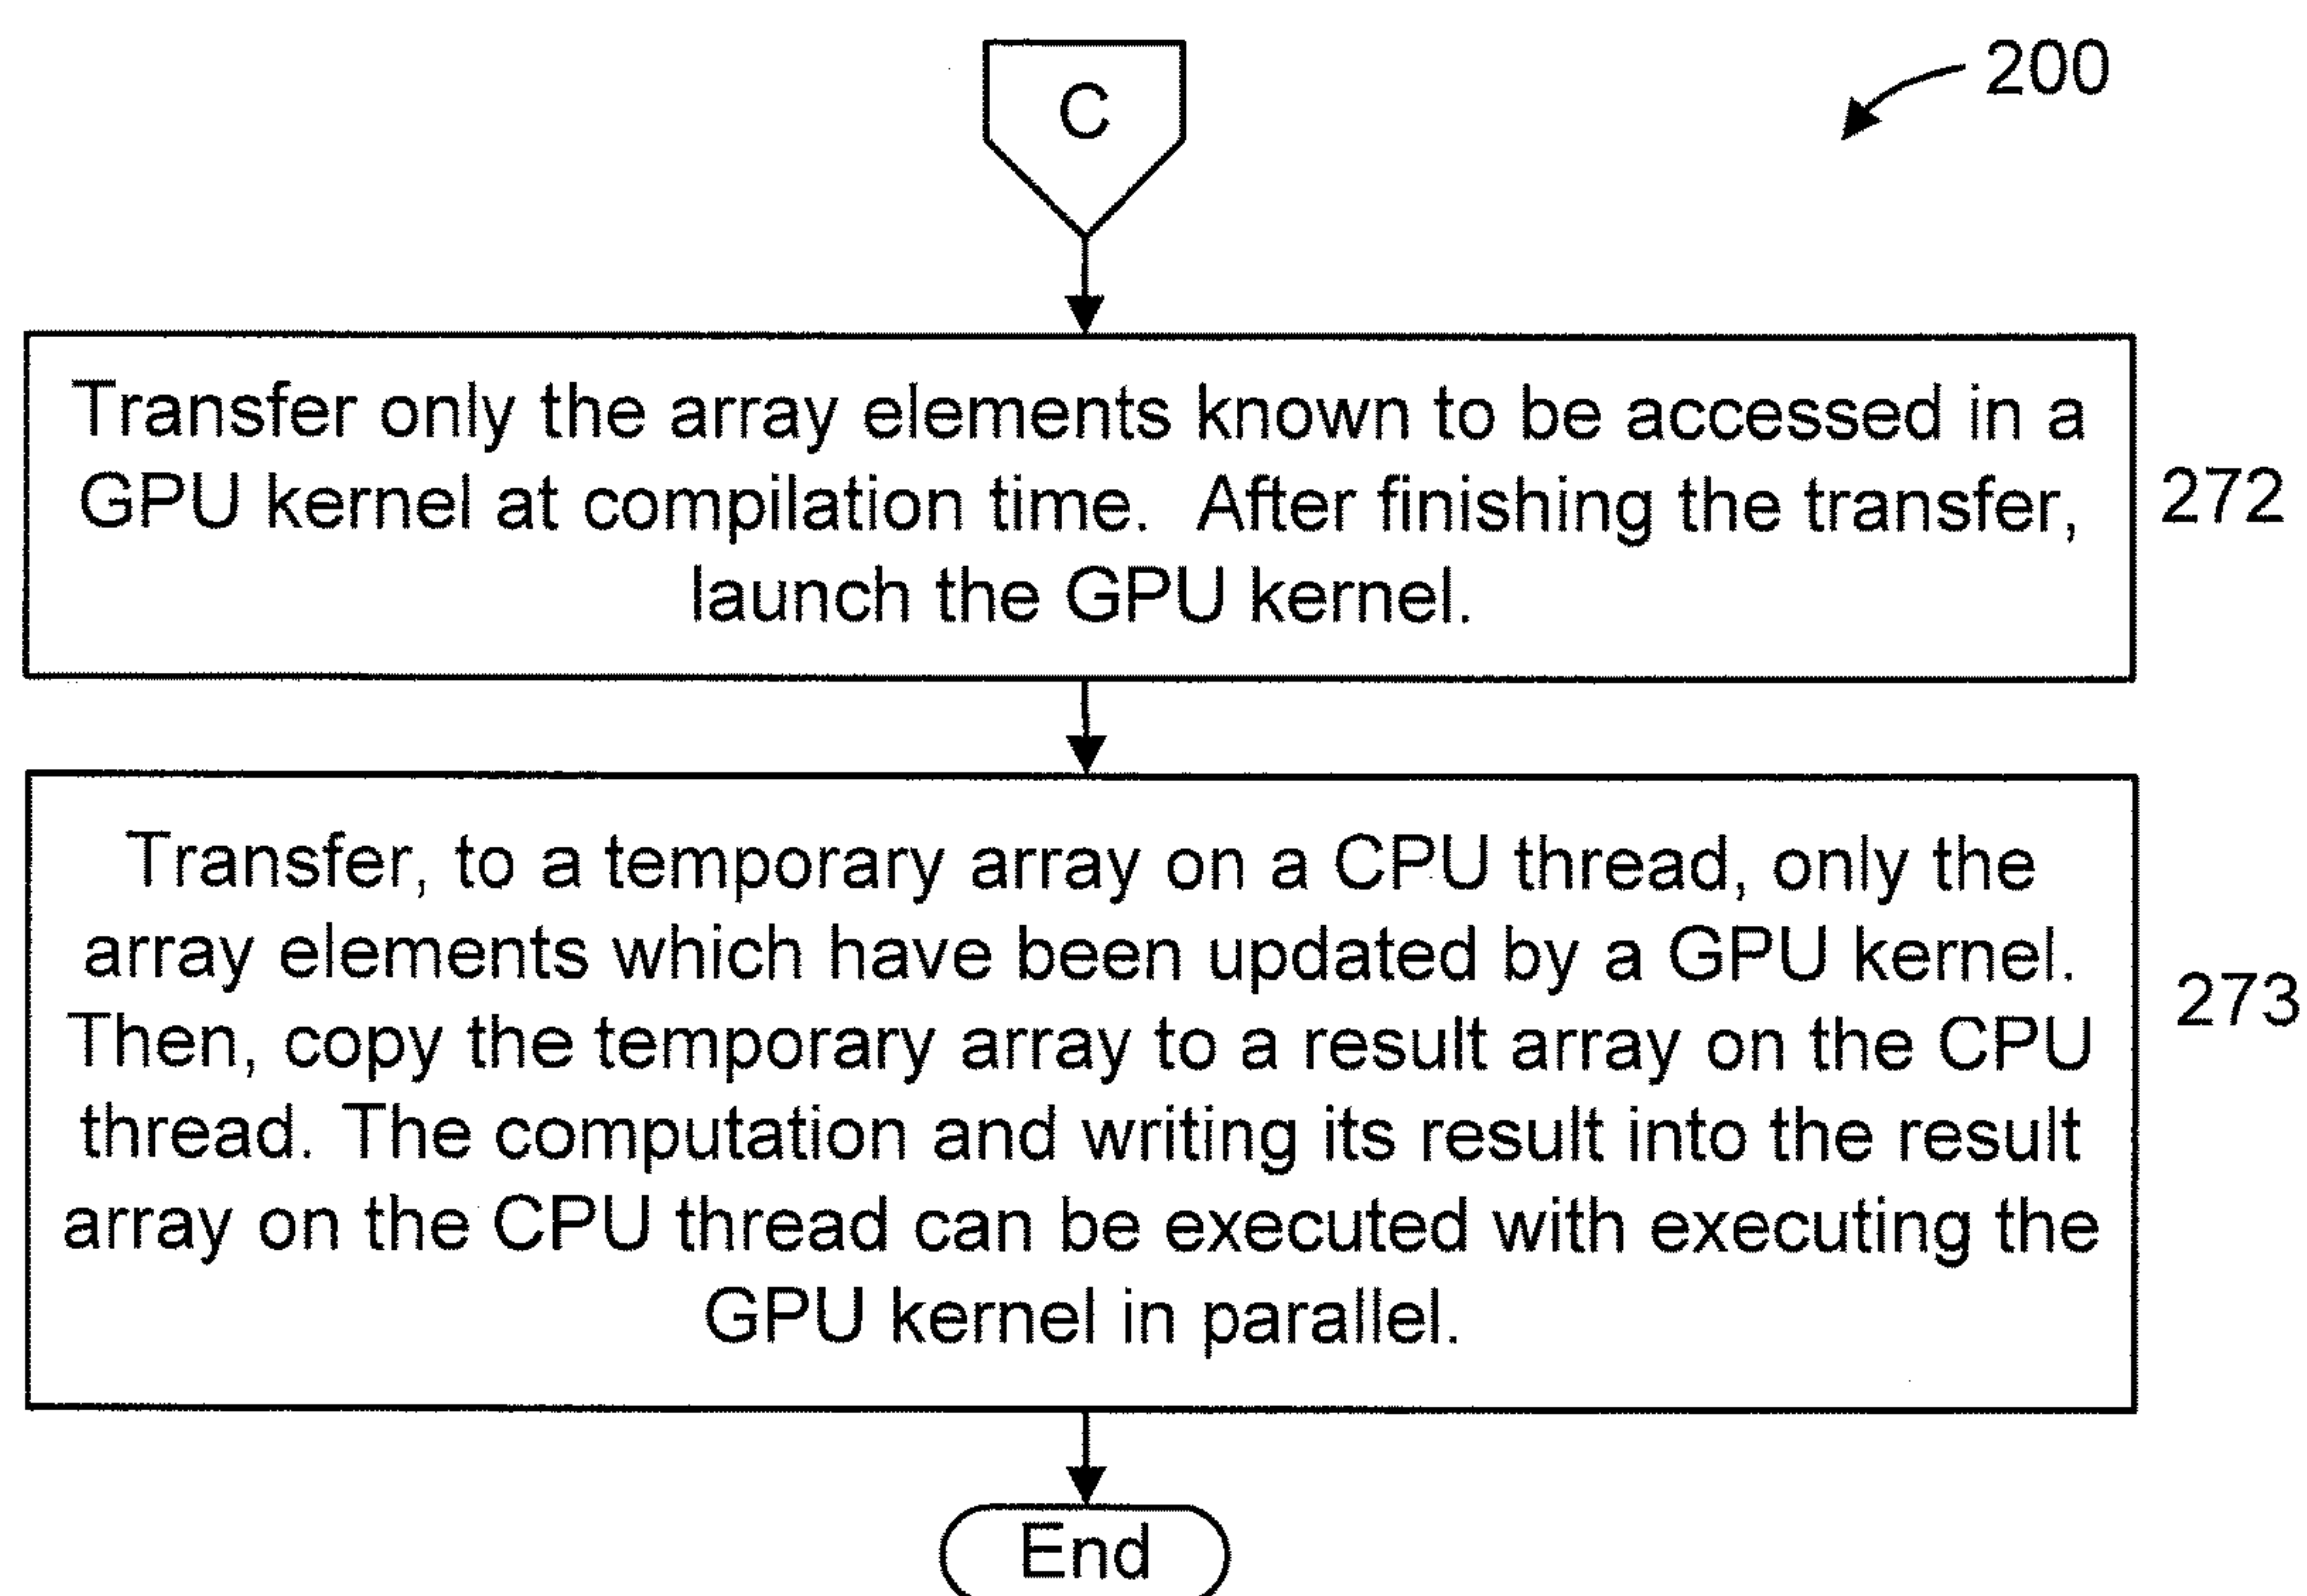 C
200
Transfer only the array elements known to be accessed in a
GPU kernel at compilation time.  After finishing the transfer,
launch the GPU kernel.
272
Transfer, to a temporary array on a CPU thread, only the
array elements which have been updated by a GPU kernel.
Then, copy the temporary array to a result array on the CPU
thread. The computation and writing its result into the result
array on the CPU thread can be executed with executing the
GPU kernel in parallel.
273
End